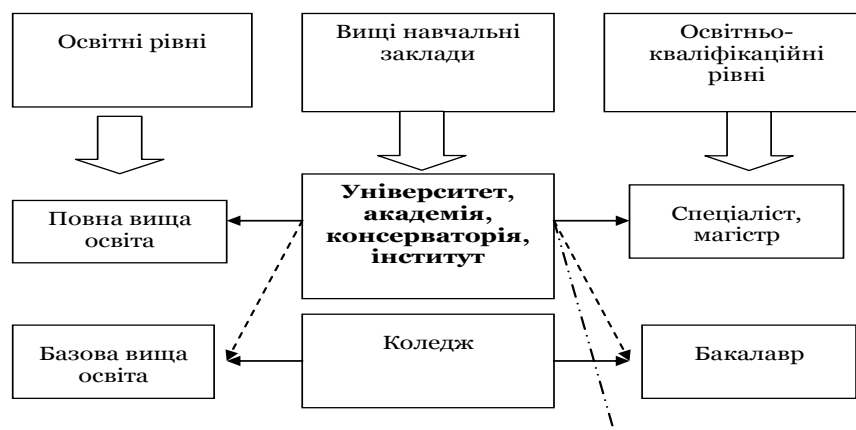 Освітні рівні
Вищі навчальні
заклади
Освітньо-
кваліфікаційні
рівні
Повна вища
освіта
Університет,
академія,
консерваторія,
інститут
Спеціаліст,
магістр
Базова вища
освіта
Коледж
Бакалавр